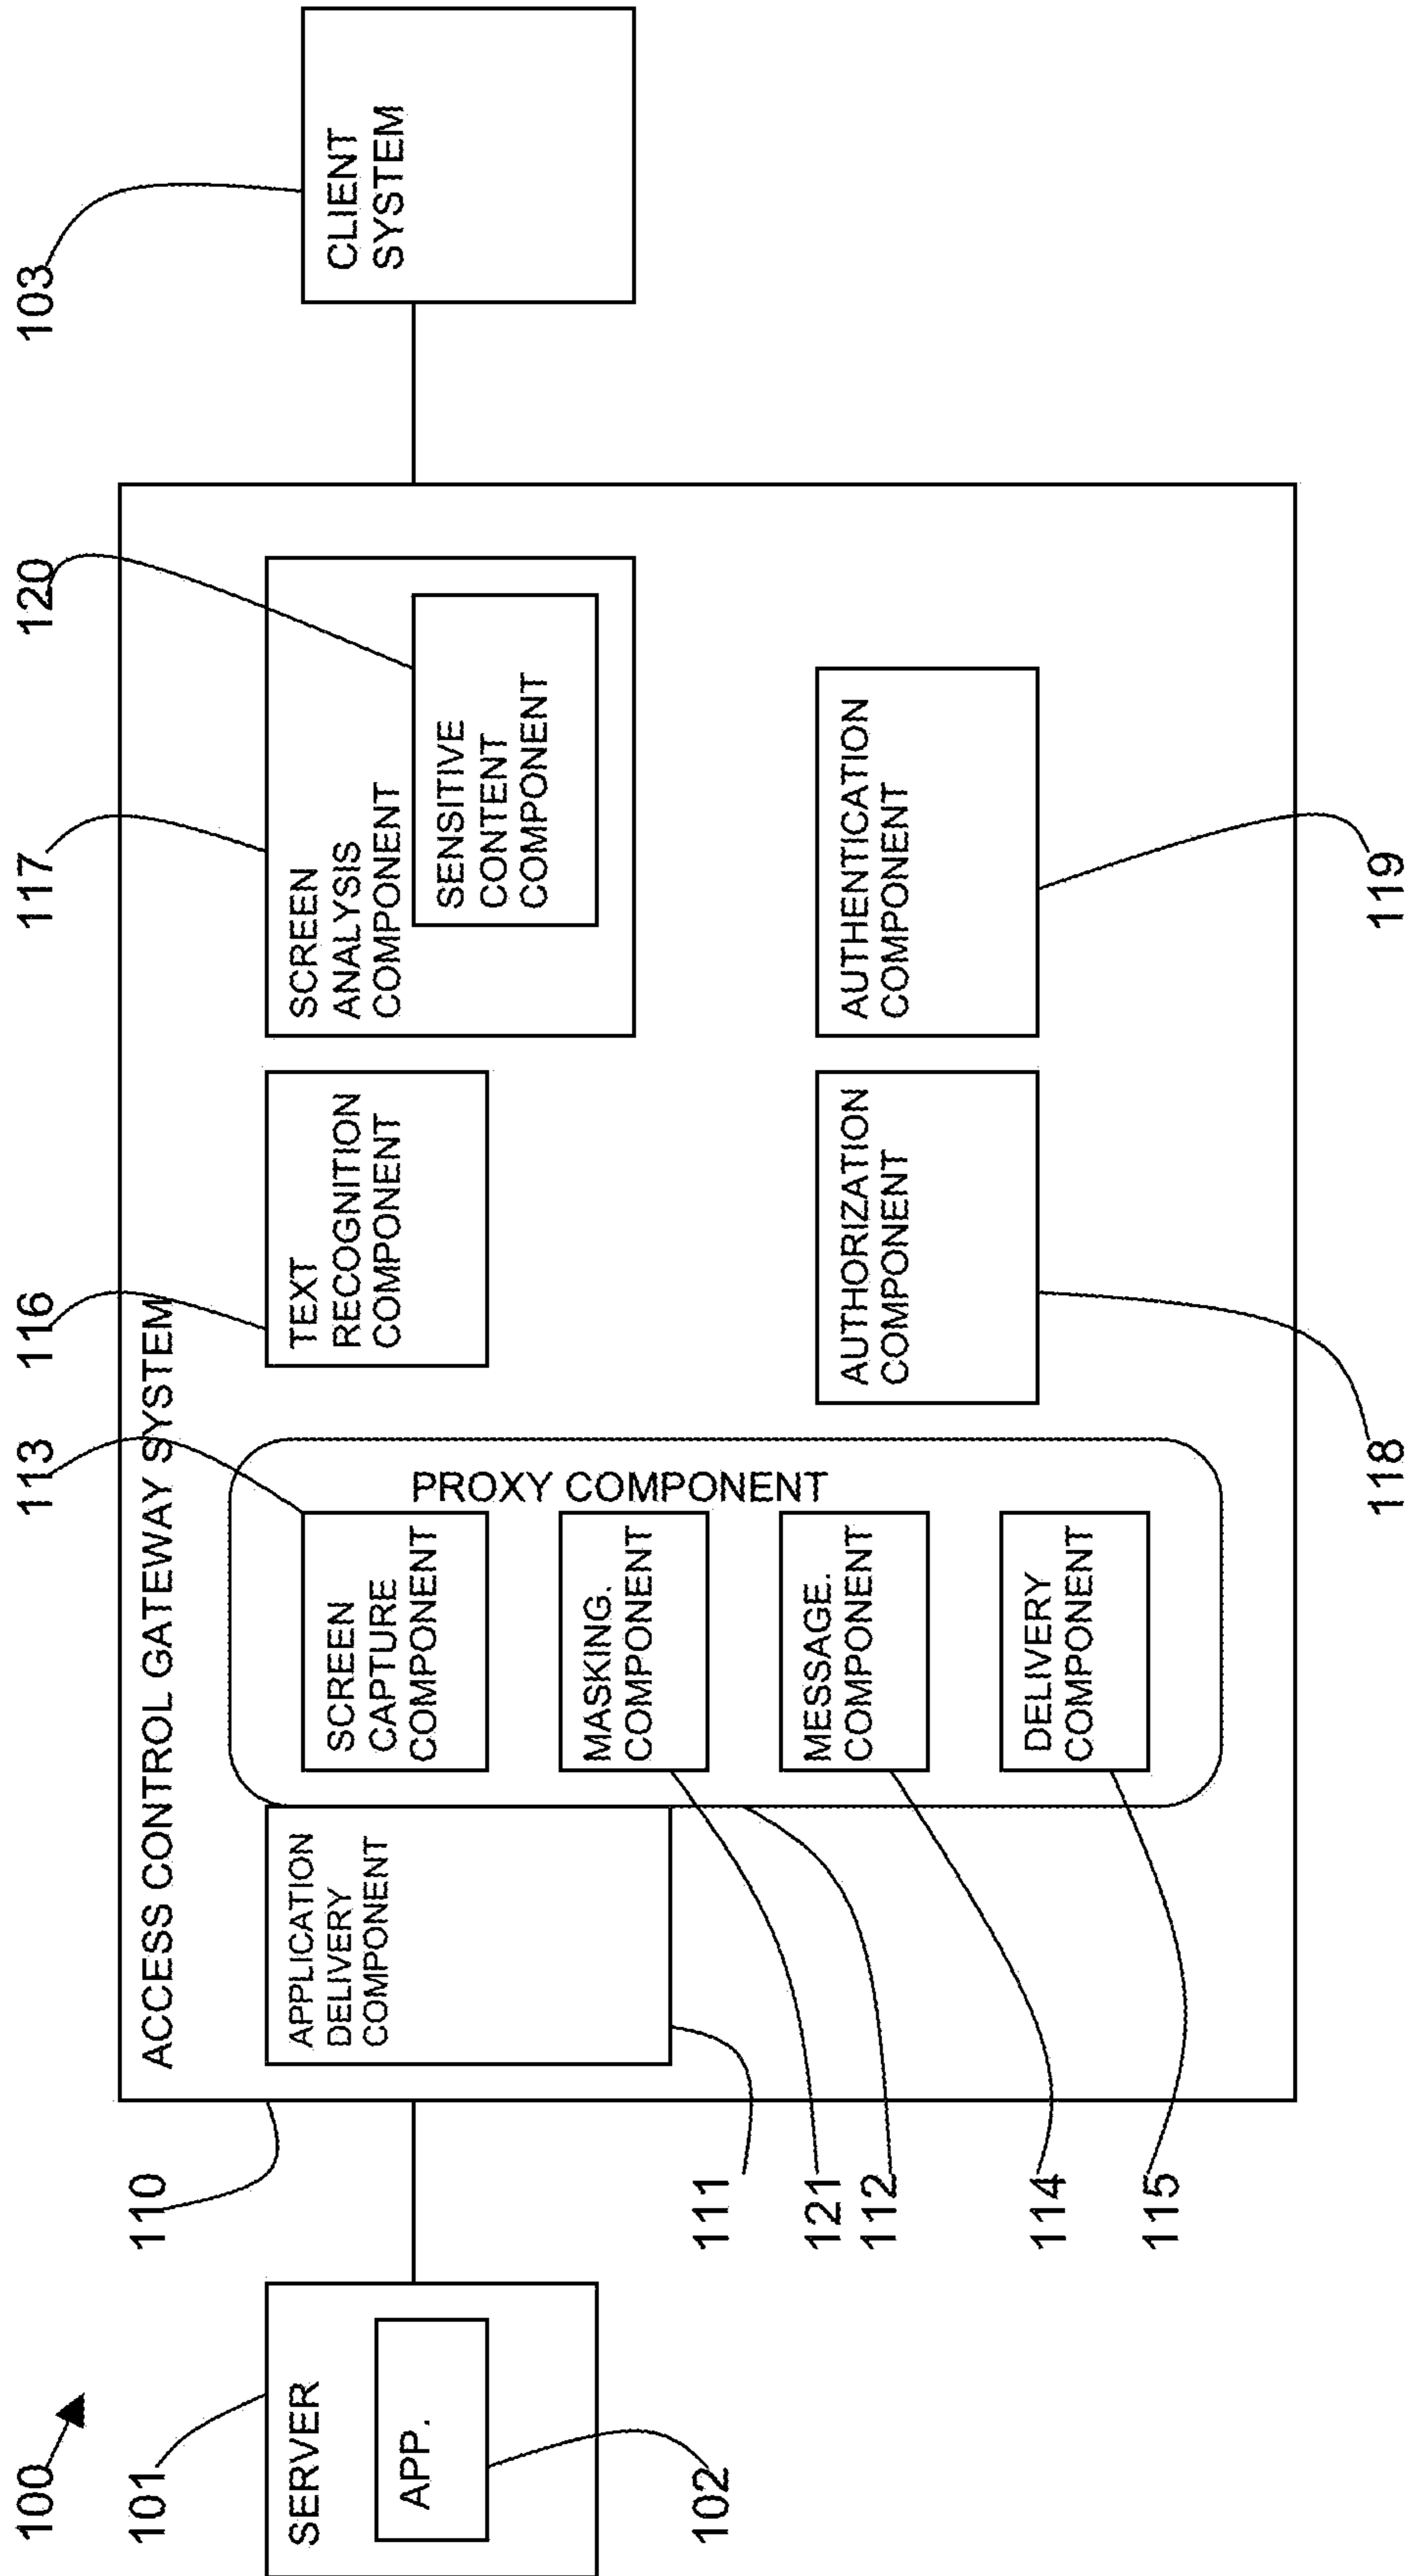 100
101
SERVER
APP.
102
110
ACCESS CONTROL GATEWAY SYSTEM
APPLICATION
DELIVERY
COMPONENT
111
121
112
114
115
113
PROXY COMPONENT
SCREEN
CAPTURE
COMPONENT
MASKING.
COMPONENT
MESSAGE.
COMPONENT
DELIVERY
COMPONENT
116
TEXT
RECOGNITION
COMPONENT
117
SCREEN
ANALYSIS
COMPONENT
120
SENSITIVE
CONTENT
COMPONENT
AUTHORIZATION
COMPONENT
118
AUTHENTICATION
COMPONENT
119
103
CLIENT
SYSTEM